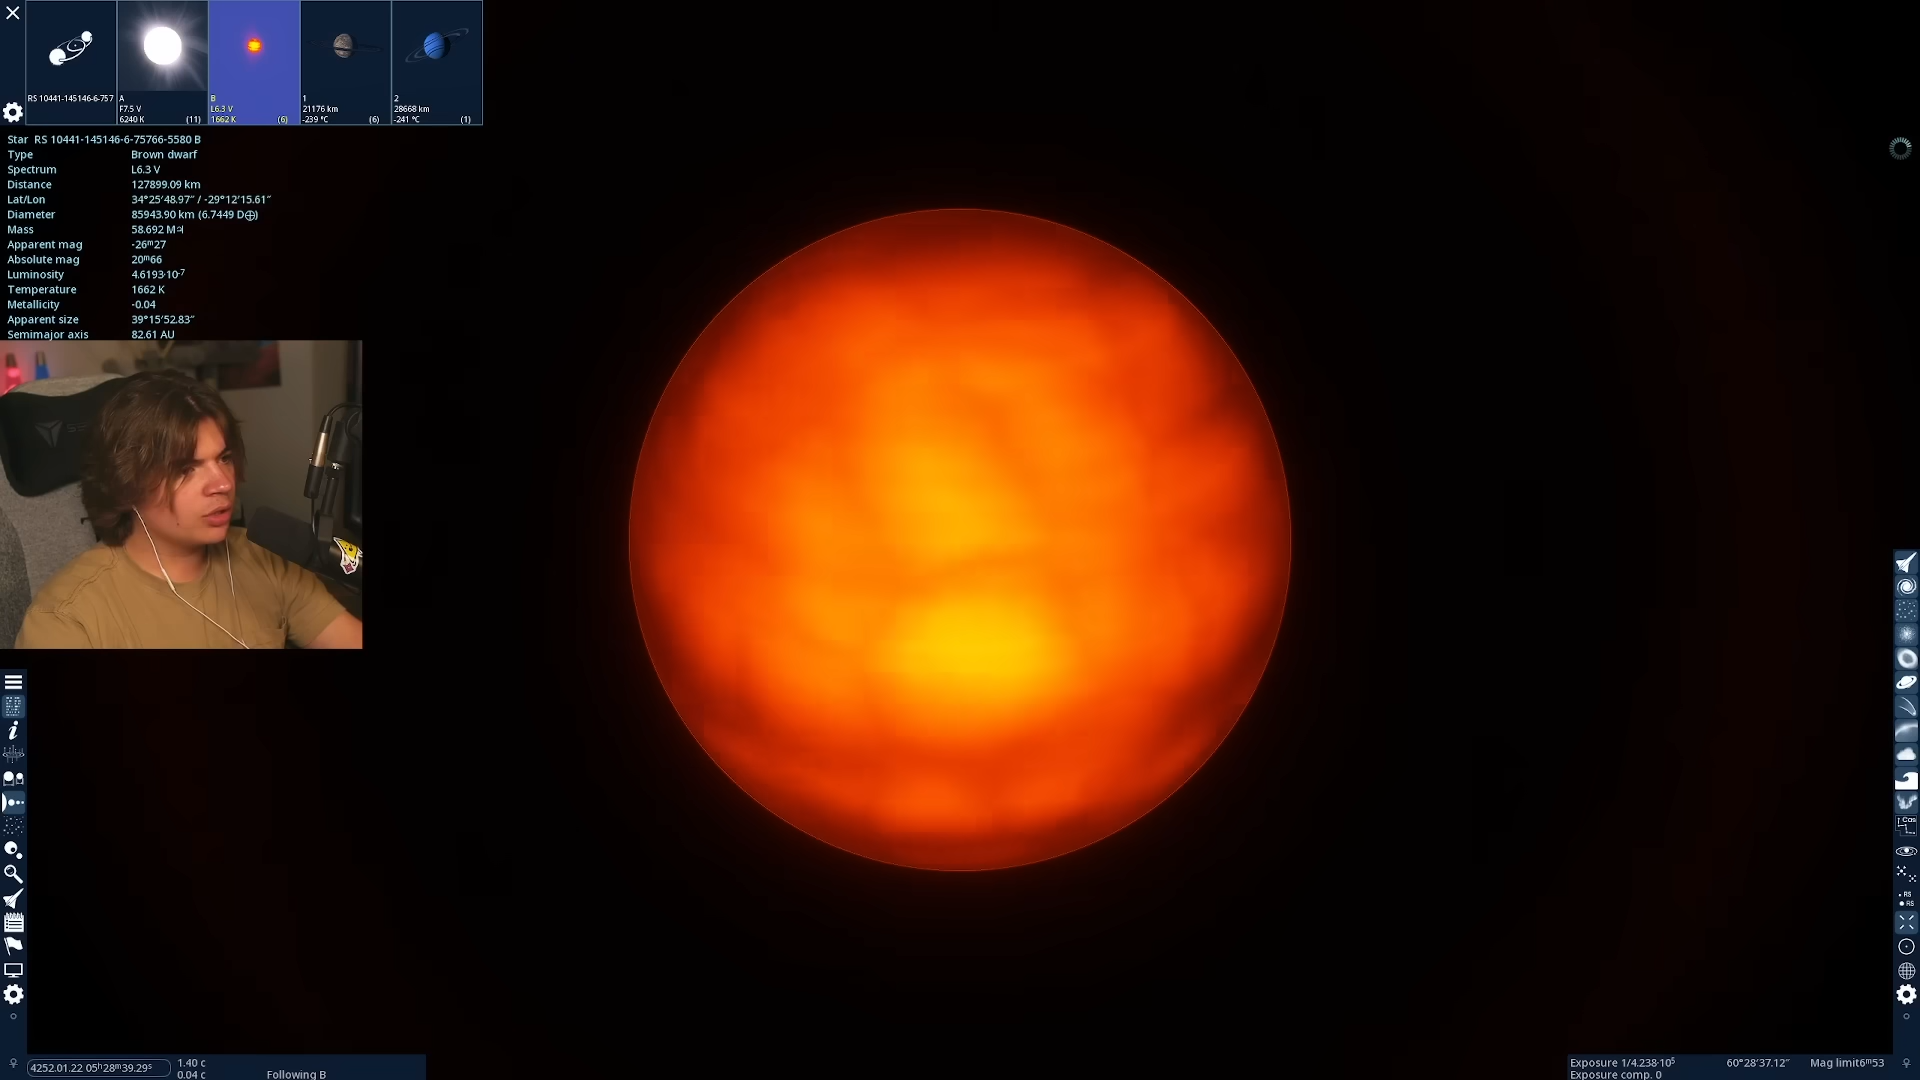 RS 10441-145146-6-757
A
F7.5 V
6240 K (11)
B
L6.3 V
1662 K (6)
1
21176 km
-239 °C (6)
2
28668 km
-241 °C (1)
Star RS 10441-145146-6-75766-5580 B
Type Brown dwarf
Spectrum L6.3 V
Distance 127899.09 km
Lat/Lon 34°25′48.97″ / -29°12′15.61″
Diameter 85943.90 km (6.7449 D⊕)
Mass 58.692 M♃
Apparent mag -26ᵐ27
Absolute mag 20ᵐ66
Luminosity 4.6193·10⁻⁷
Temperature 1662 K
Metallicity -0.04
Apparent size 39°15′52.83″
Semimajor axis 82.61 AU
Cas
RS
RS
4252.01.22 05ʰ28ᵐ39.29ˢ
1.40 c
0.04 c Following B
Exposure 1/4.238·10⁵ 60°28′37.12″ Mag limit6ᵐ53
Exposure comp. 0